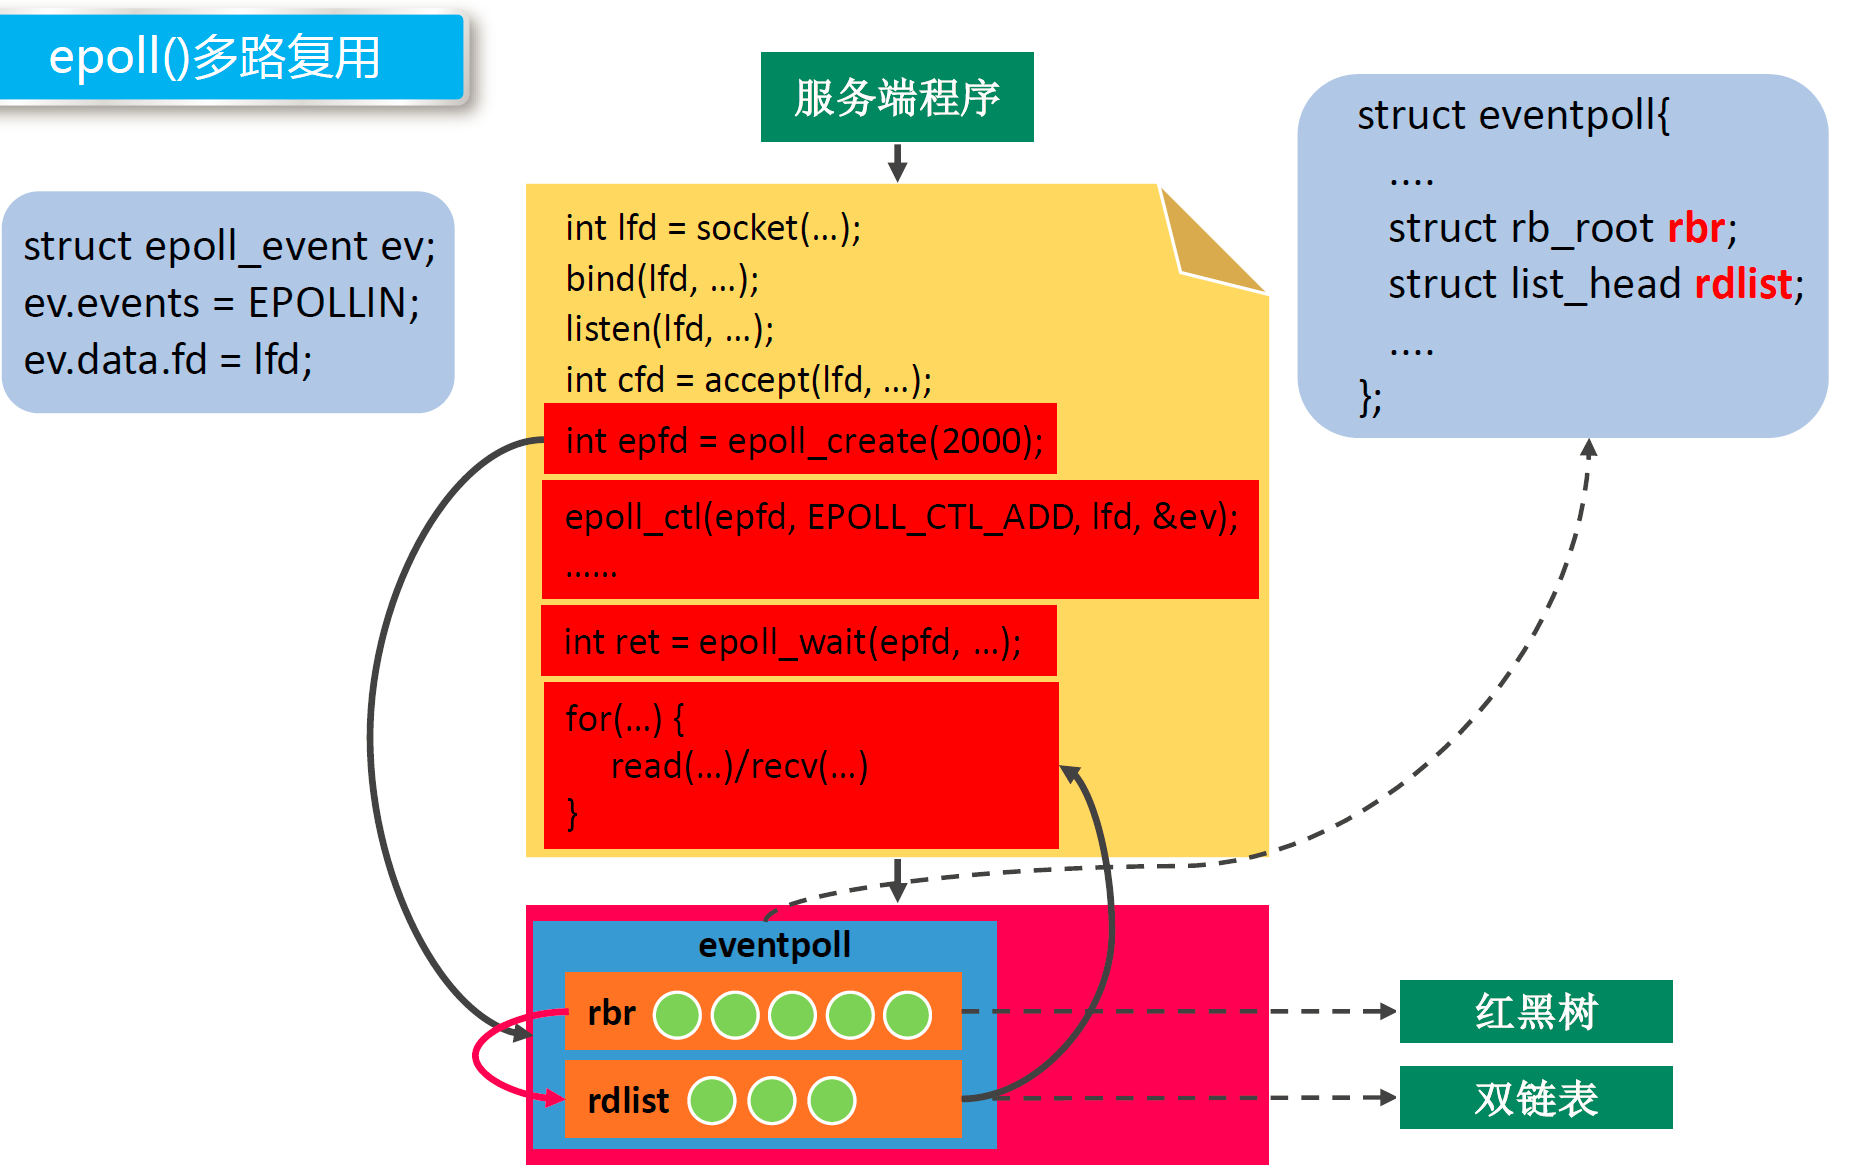 epoll()多路复用
服务端程序
struct epoll_event ev;
ev.events = EPOLLIN;
ev.data.fd = lfd;
int lfd = socket(...);
bind(lfd, ...);
listen(lfd, ...);
int cfd = accept(lfd, ...);
int epfd = epoll_create(2000);
epoll_ctl(epfd, EPOLL_CTL_ADD, lfd, &ev);
......
int ret = epoll_wait(epfd, ...);
for(...) {
read(...)/recv(...)
}
struct eventpoll{
....
struct rb_root rbr;
struct list_head rdlist;
....
};
eventpoll
rbr
rdlist
红黑树
双链表